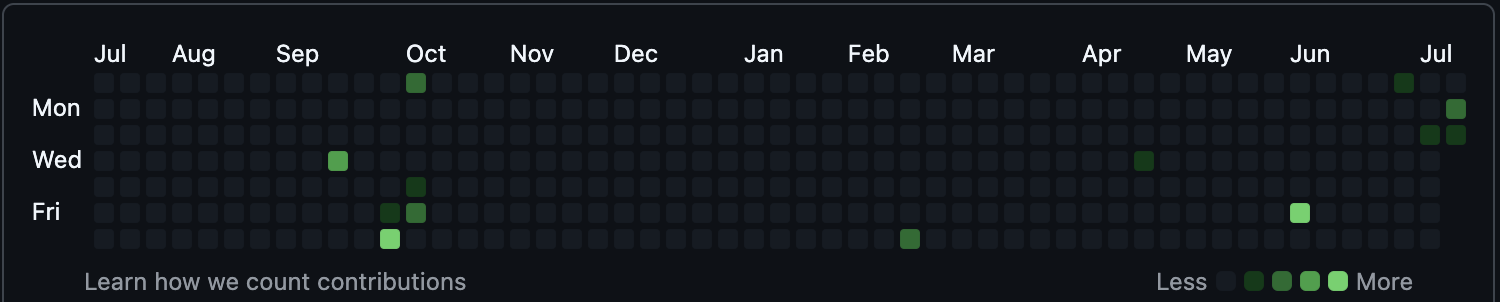 Jul Aug Sep Oct Nov Dec Jan Feb Mar Apr May Jun Jul
Mon
Wed
Fri
Learn how we count contributions Less More